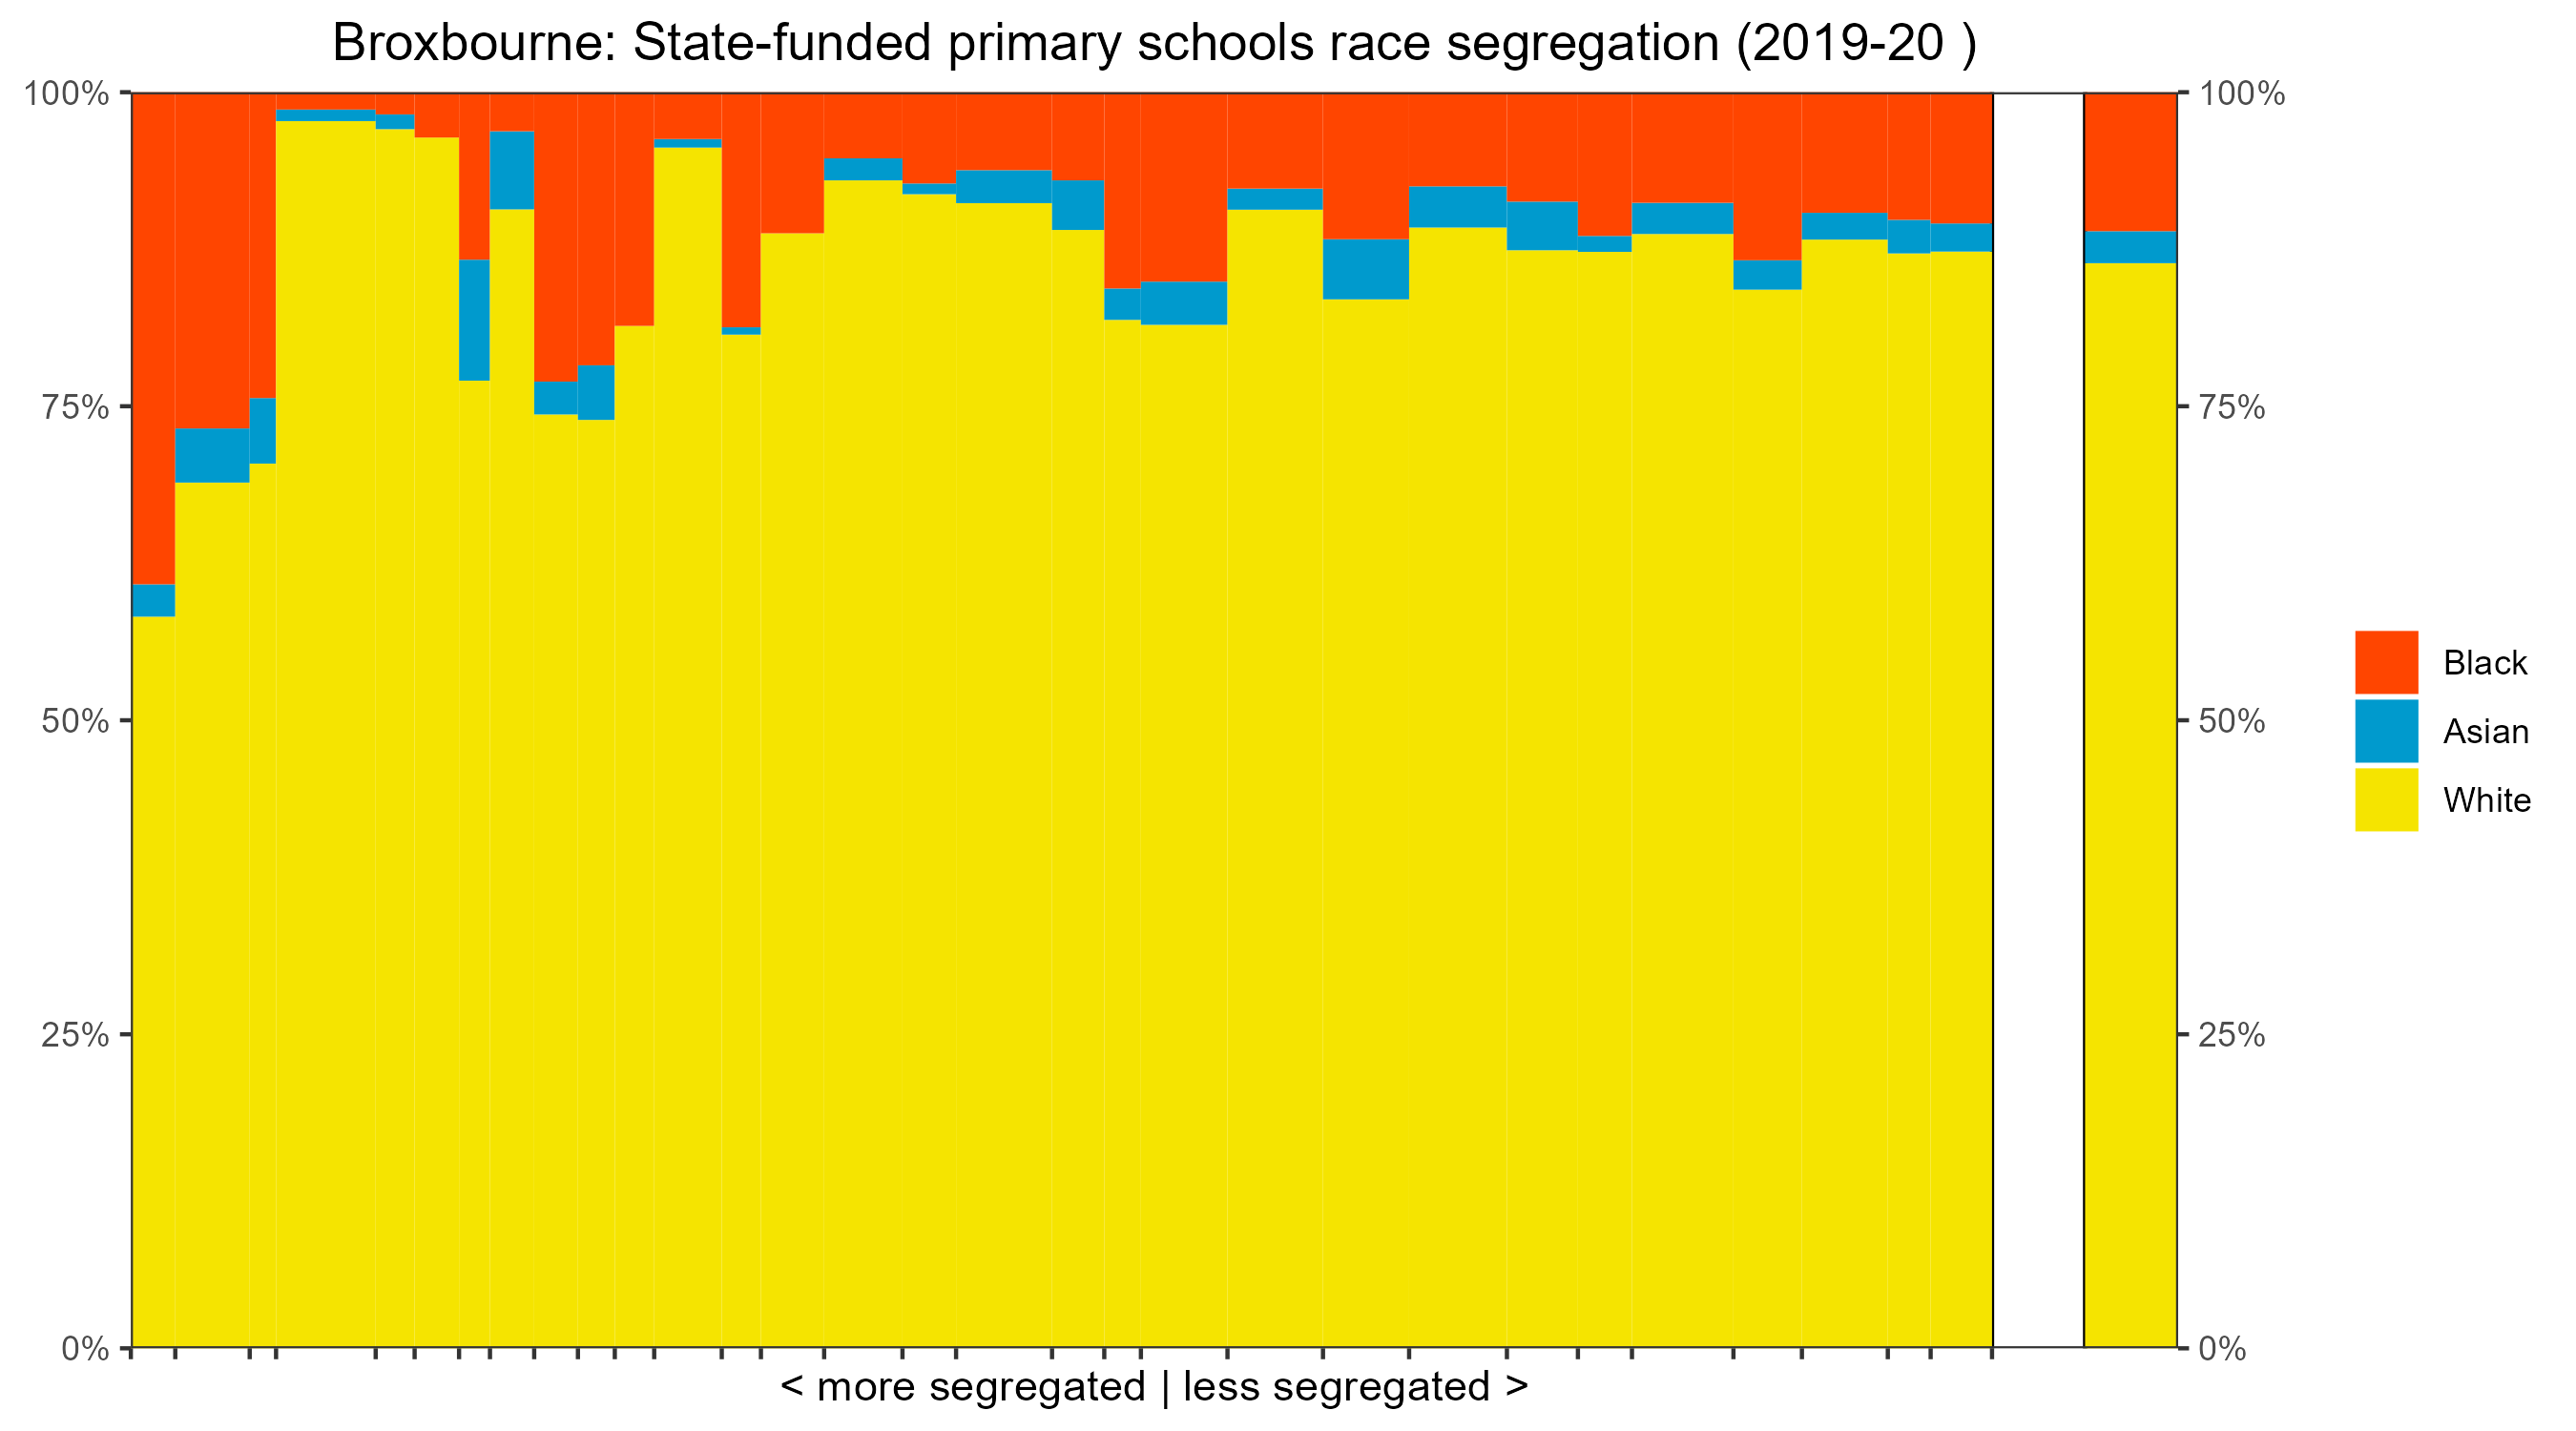 Broxbourne: State-funded primary schools race segregation (2019-20 )
100%
75%
50%
25%
0%
100%
75%
50%
25%
0%
Black
Asian
White
< more segregated | less segregated >